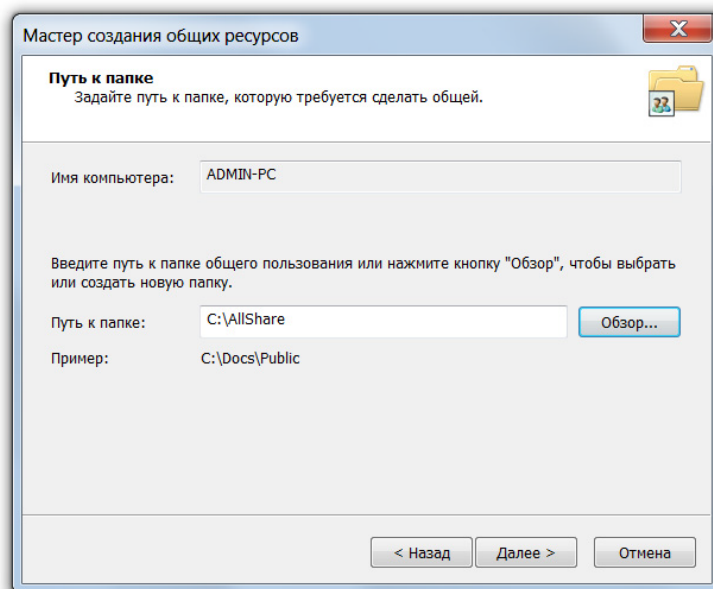 Мастер создания общих ресурсов
X
Путь к папке
Задайте путь к папке, которую требуется сделать общей.
Имя компьютера: ADMIN-PC
Введите путь к папке общего пользования или нажмите кнопку "Обзор", чтобы выбрать
или создать новую папку.
Путь к папке: C:\AllShare Обзор...
Пример: C:\Docs\Public
< Назад Далее > Отмена